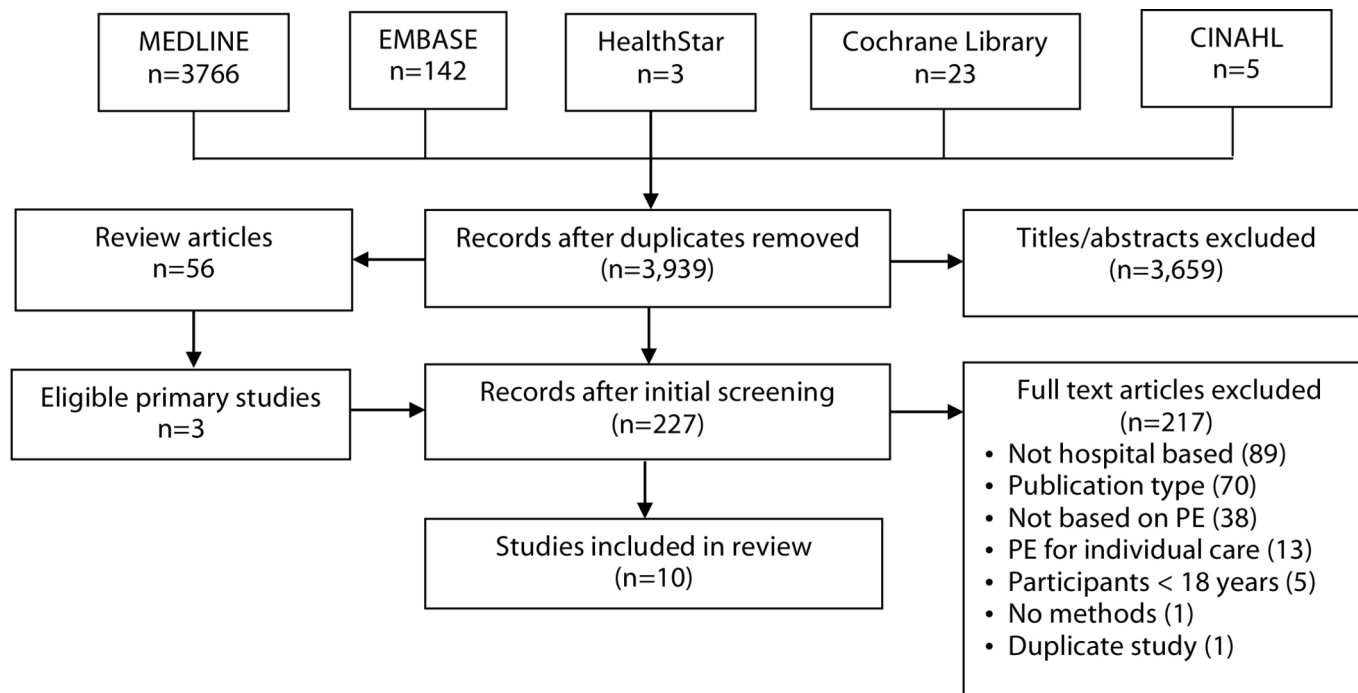 MEDLINE
n=3766
EMBASE
n=142
HealthStar
n=3
Cochrane Library
n=23
CINAHL
n=5
Review articles
n=56
Records after duplicates removed
(n=3,939)
Titles/abstracts excluded
(n=3,659)
Eligible primary studies
n=3
Records after initial screening
(n=227)
Full text articles excluded
(n=217)
• Not hospital based (89)
• Publication type (70)
• Not based on PE (38)
• PE for individual care (13)
• Participants < 18 years (5)
• No methods (1)
• Duplicate study (1)
Studies included in review
(n=10)